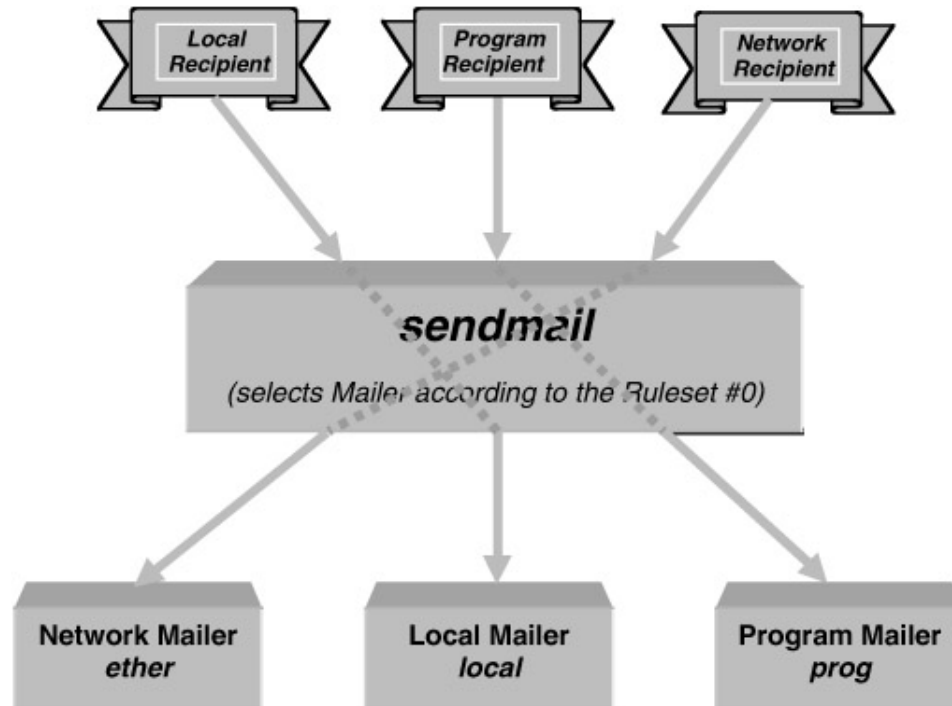 Local
Recipient
Program
Recipient
Network
Recipient
sendmail
(selects Mailer according to the Ruleset #0)
Network Mailer
ether
Local Mailer
local
Program Mailer
prog